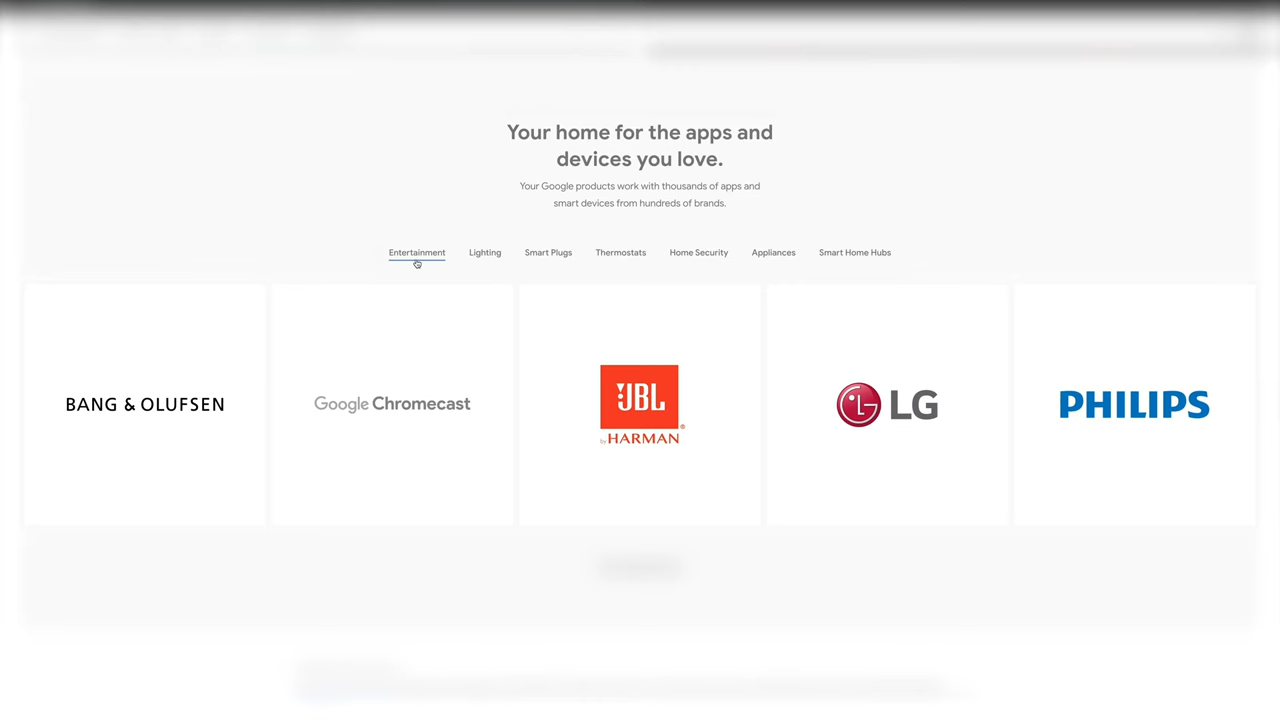 Your home for the apps and
devices you love.
Your Google products work with thousands of apps and
smart devices from hundreds of brands.
Entertainment Lighting Smart Plugs Thermostats Home Security Appliances Smart Home Hubs
BANG & OLUFSEN
Google Chromecast
JBL
by HARMAN
LG
PHILIPS